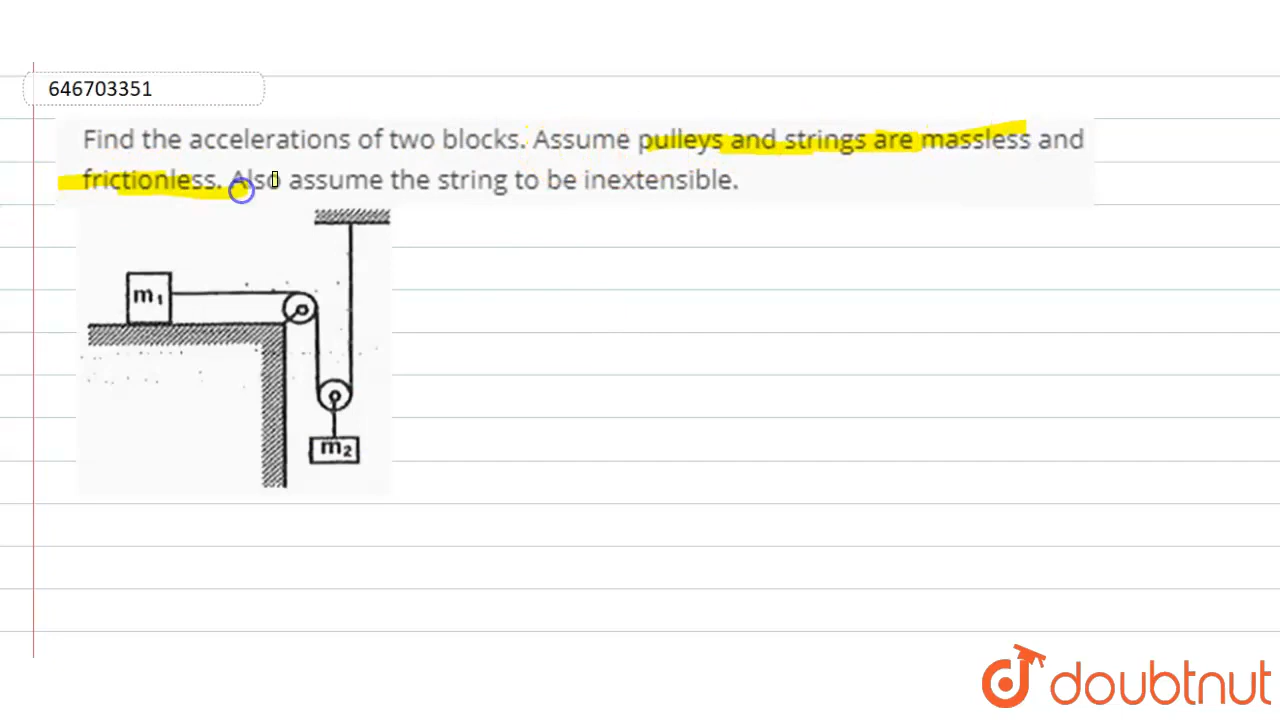 646703351
Find the accelerations of two blocks. Assume pulleys and strings are massless and
frictionless. Also assume the string to be inextensible.
m₁
m₂
doubtnut